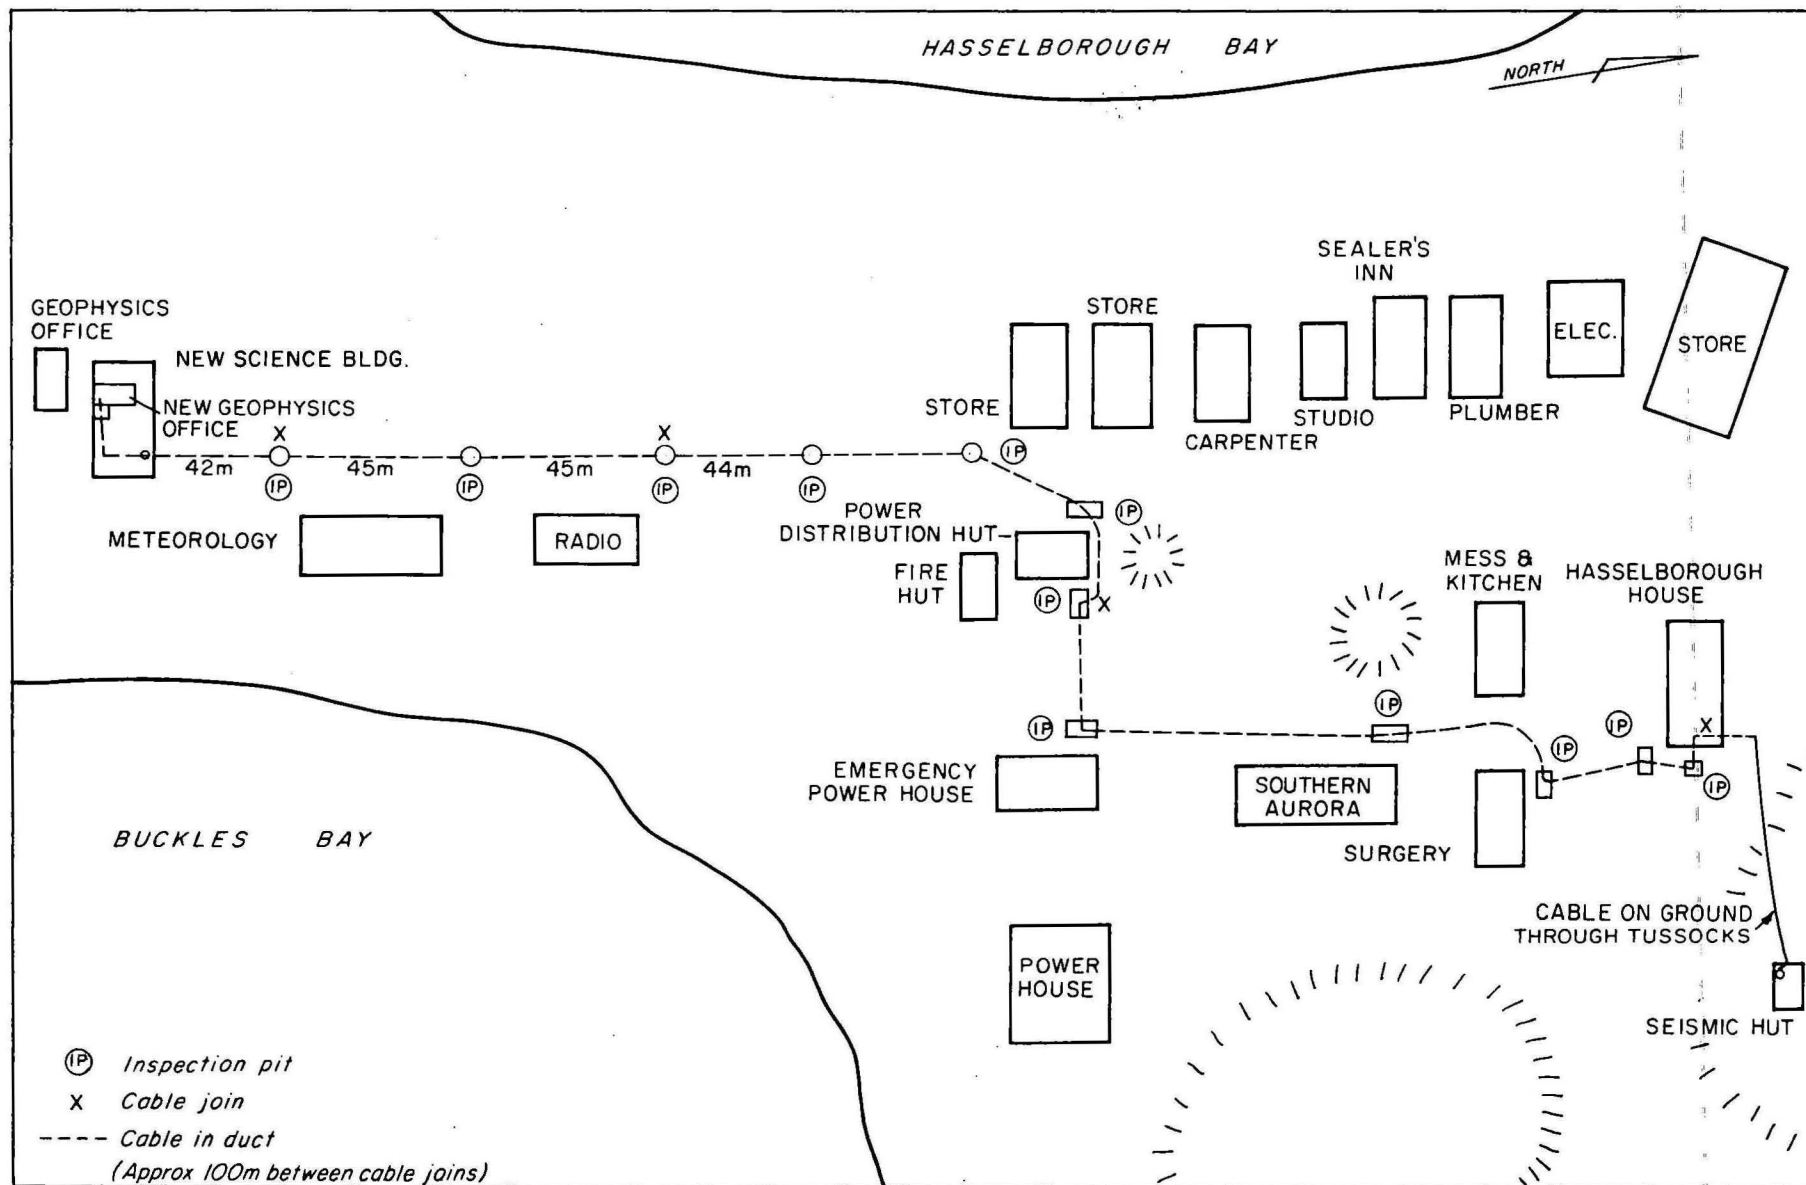 HASSELBOROUGH BAY
NORTH
SEALER'S
INN
GEOPHYSICS
OFFICE
STORE
ELEC.
STORE
NEW SCIENCE BLDG.
NEW GEOPHYSICS
OFFICE
STORE
CARPENTER
STUDIO
PLUMBER
X
X
42m
45m
45m
44m
IP
IP
IP
IP
IP
IP
METEOROLOGY
RADIO
POWER
DISTRIBUTION HUT
FIRE
HUT
IP
X
MESS &
KITCHEN
HASSELBOROUGH
HOUSE
IP
IP
IP
IP
X
IP
EMERGENCY
POWER HOUSE
SOUTHERN
AURORA
SURGERY
BUCKLES BAY
CABLE ON GROUND
THROUGH TUSSOCKS
POWER
HOUSE
SEISMIC HUT
IP Inspection pit
X Cable join
---- Cable in duct
(Approx 100m between cable joins)